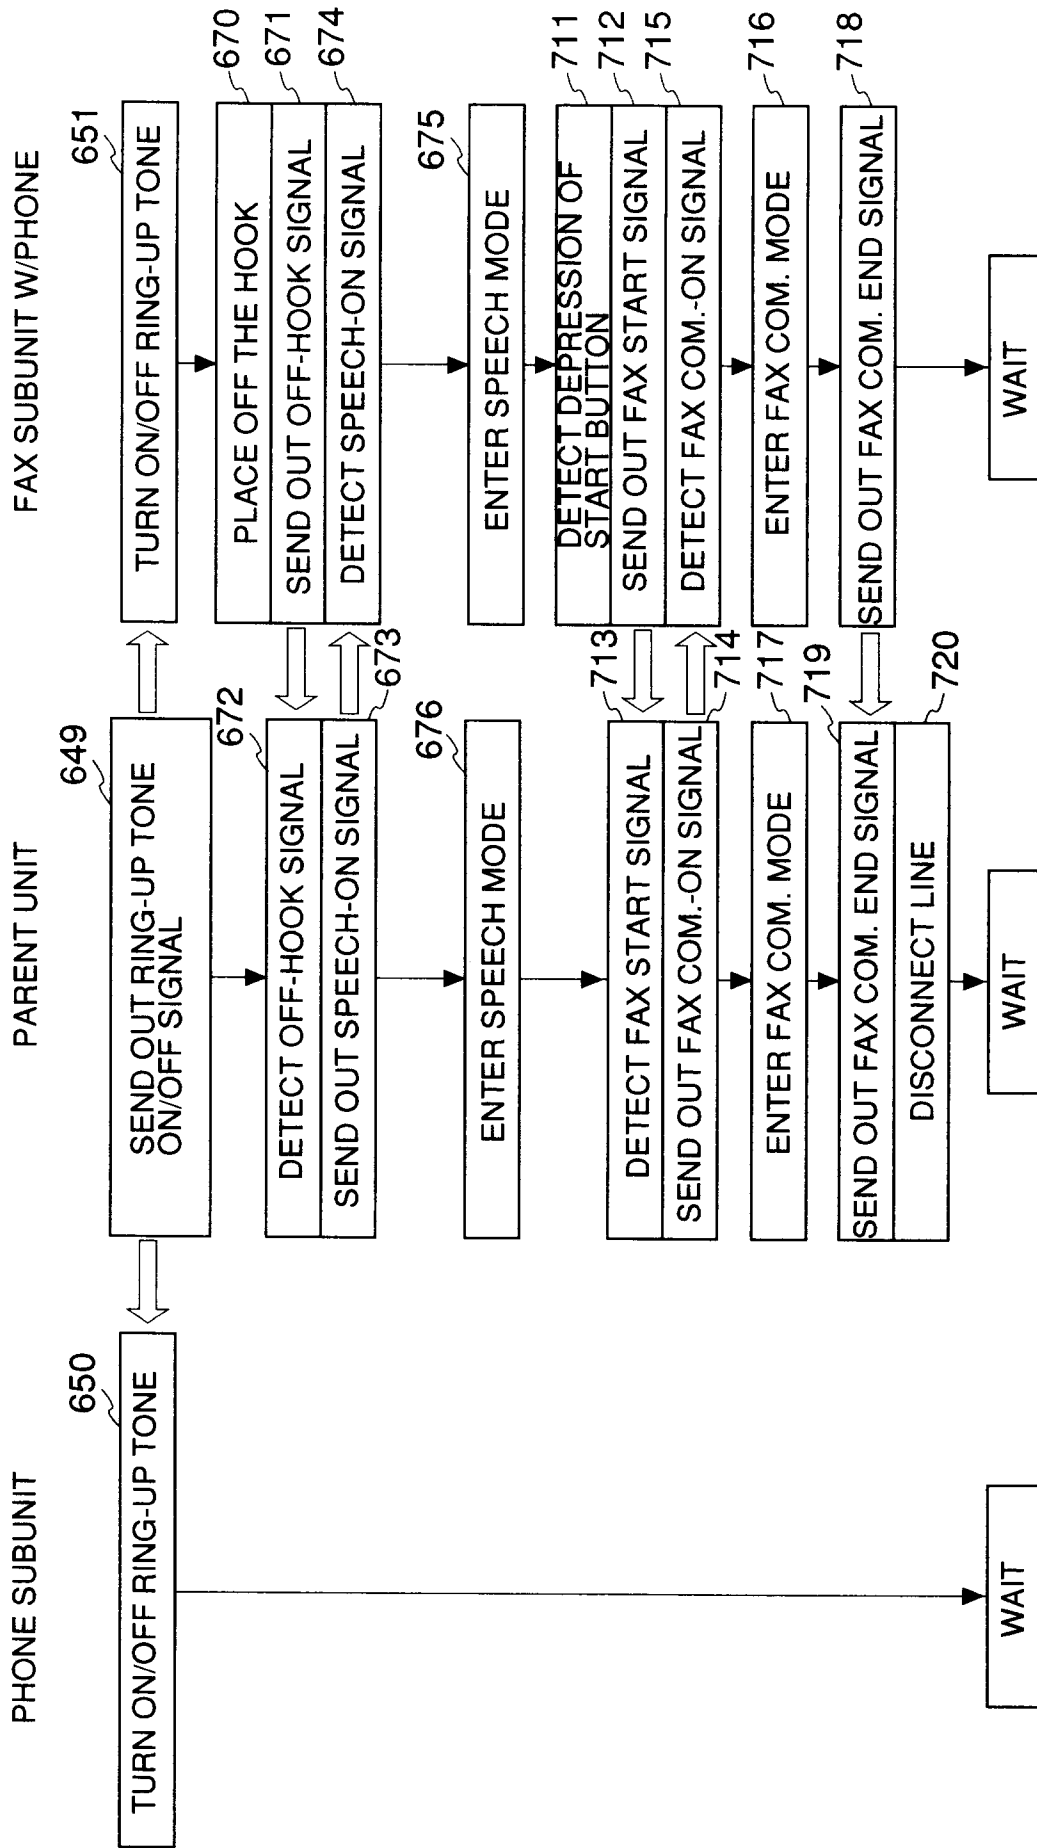 PHONE SUBUNIT
650
TURN ON/OFF RING-UP TONE
WAIT
PARENT UNIT
649
SEND OUT RING-UP TONE
ON/OFF SIGNAL
672
DETECT OFF-HOOK SIGNAL
SEND OUT SPEECH-ON SIGNAL
673
676
ENTER SPEECH MODE
713
DETECT FAX START SIGNAL
SEND OUT FAX COM.-ON SIGNAL
714
717
ENTER FAX COM. MODE
719
SEND OUT FAX COM. END SIGNAL
DISCONNECT LINE
720
WAIT
FAX SUBUNIT W/PHONE
651
TURN ON/OFF RING-UP TONE
PLACE OFF THE HOOK
670
SEND OUT OFF-HOOK SIGNAL
671
DETECT SPEECH-ON SIGNAL
674
675
ENTER SPEECH MODE
DETECT DEPRESSION OF
START BUTTON
711
SEND OUT FAX START SIGNAL
712
DETECT FAX COM.-ON SIGNAL
715
ENTER FAX COM. MODE
716
SEND OUT FAX COM. END SIGNAL
718
WAIT